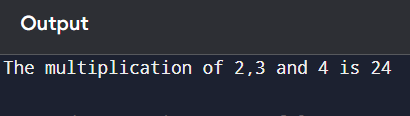 Output
The multiplication of 2,3 and 4 is 24